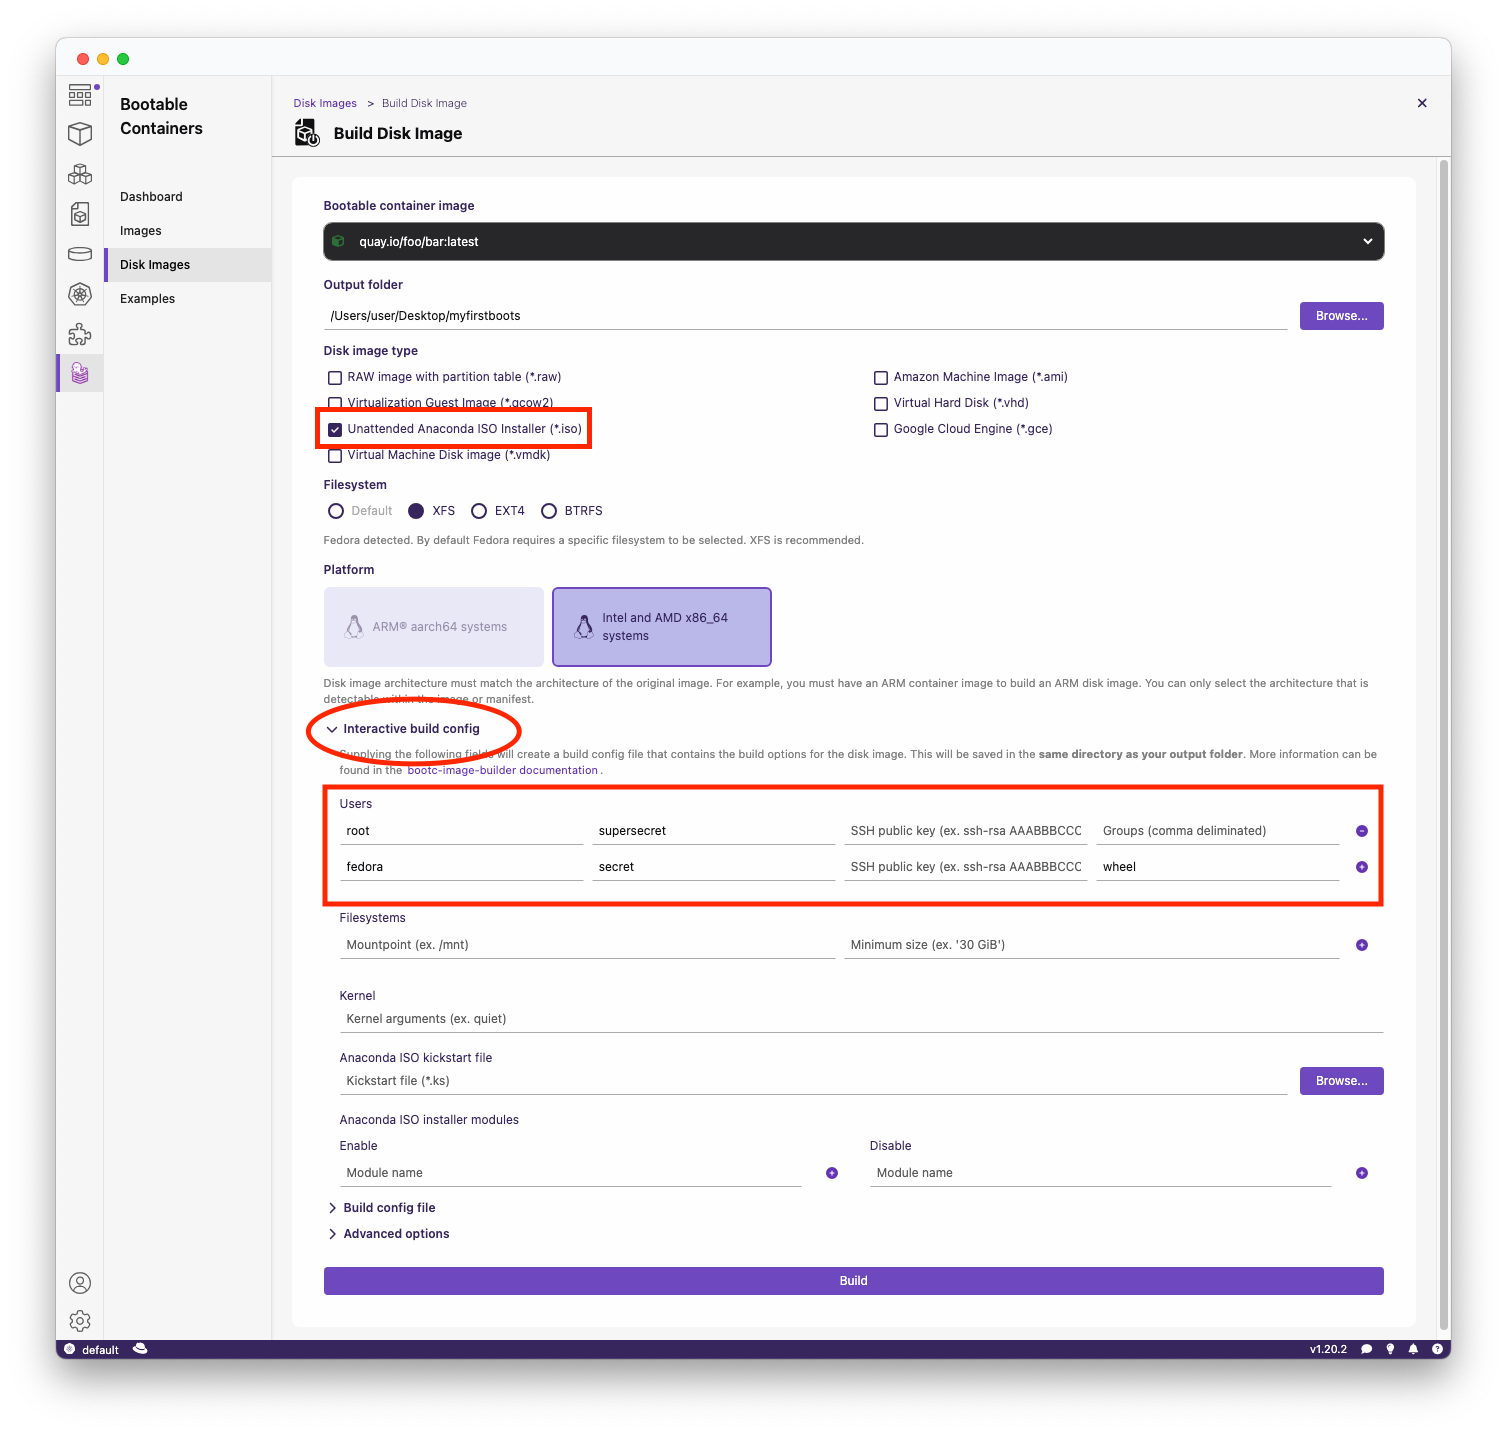 Bootable
Containers
Dashboard
Images
Disk Images
Examples
Disk Images > Build Disk Image
Build Disk Image
Bootable container image
quay.io/foo/bar:latest
Output folder
/Users/user/Desktop/myfirstboots
Browse...
Disk image type
RAW image with partition table (*.raw)
Amazon Machine Image (*.ami)
Virtualization Guest Image (*.qcow2)
Virtual Hard Disk (*.vhd)
Unattended Anaconda ISO Installer (*.iso)
Google Cloud Engine (*.gce)
Virtual Machine Disk image (*.vmdk)
Filesystem
Default XFS EXT4 BTRFS
Fedora detected. By default Fedora requires a specific filesystem to be selected. XFS is recommended.
Platform
ARM® aarch64 systems
Intel and AMD x86_64
systems
Disk image architecture must match the architecture of the original image. For example, you must have an ARM container image to build an ARM disk image. You can only select the architecture that is
detectable within the image or manifest.
Interactive build config
Supplying the following fields will create a build config file that contains the build options for the disk image. This will be saved in the same directory as your output folder. More information can be
found in the bootc-image-builder documentation .
Users
root supersecret SSH public key (ex. ssh-rsa AAABBBCCC Groups (comma deliminated)
fedora secret SSH public key (ex. ssh-rsa AAABBBCCC wheel
Filesystems
Mountpoint (ex. /mnt) Minimum size (ex. '30 GiB')
Kernel
Kernel arguments (ex. quiet)
Anaconda ISO kickstart file
Kickstart file (*.ks)
Browse...
Anaconda ISO installer modules
Enable Disable
Module name Module name
Build config file
Advanced options
Build
default
v1.20.2